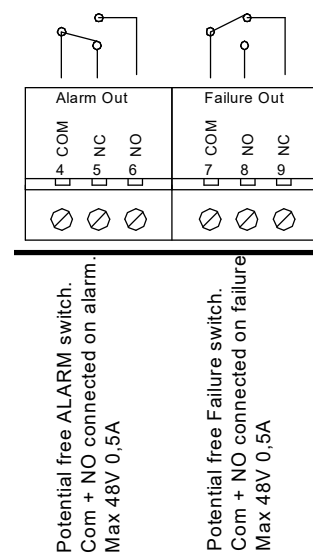 Alarm Out
Failure Out
COM
NC
NO
COM
NO
NC
4
5
6
7
8
9
Potential free ALARM switch.
Com + NO connected on alarm.
Max 48V 0,5A
Potential free Failure switch.
Com + NO connected on failure
Max 48V 0,5A